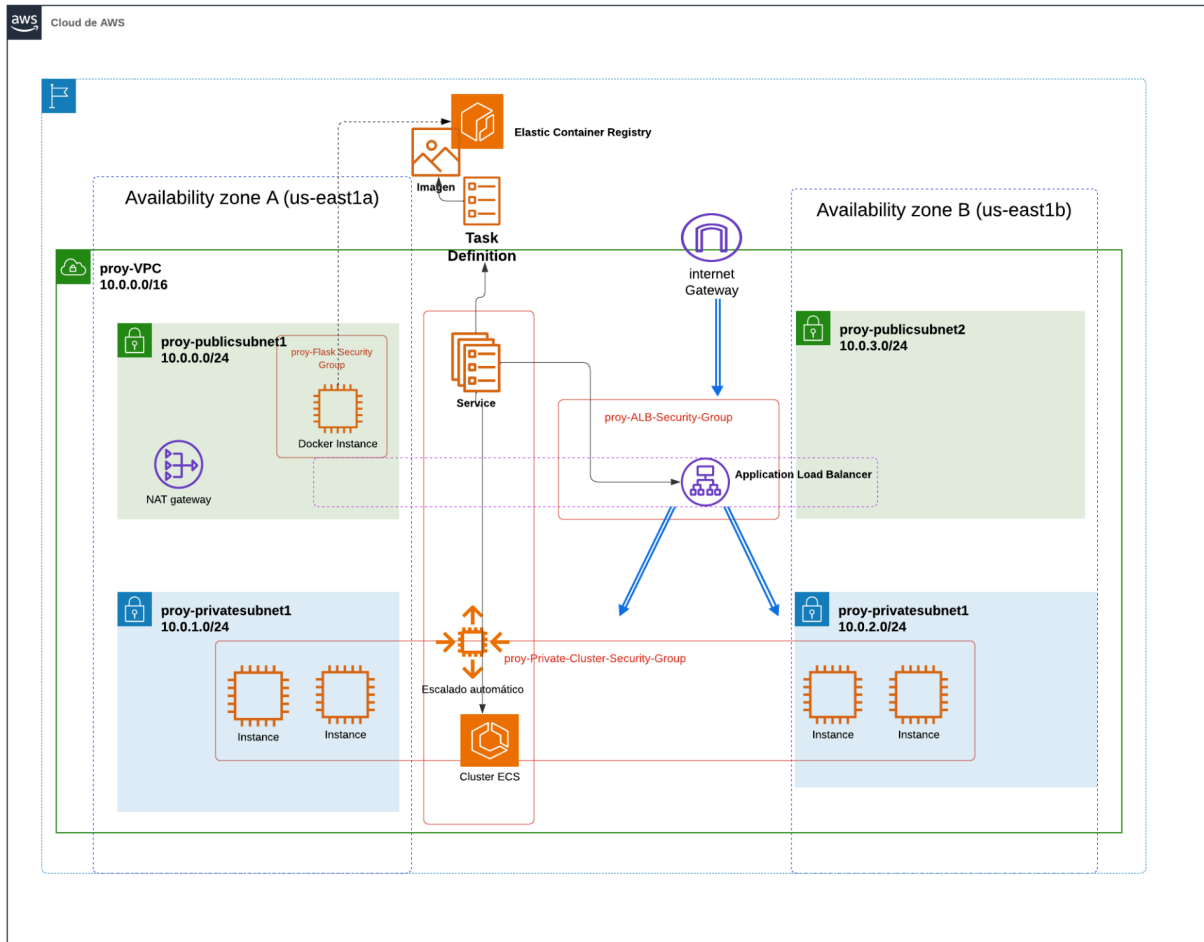 aws
Cloud de AWS
Elastic Container Registry
Imagen
Task
Definition
Availability zone A (us-east1a)
Availability zone B (us-east1b)
internet
Gateway
proy-VPC
10.0.0.0/16
proy-publicsubnet1
10.0.0.0/24
proy-Flask Security
Group
Docker Instance
NAT gateway
Service
proy-publicsubnet2
10.0.3.0/24
proy-ALB-Security-Group
Application Load Balancer
proy-privatesubnet1
10.0.1.0/24
Instance
Instance
Escalado automático
proy-Private-Cluster-Security-Group
Cluster ECS
proy-privatesubnet1
10.0.2.0/24
Instance
Instance